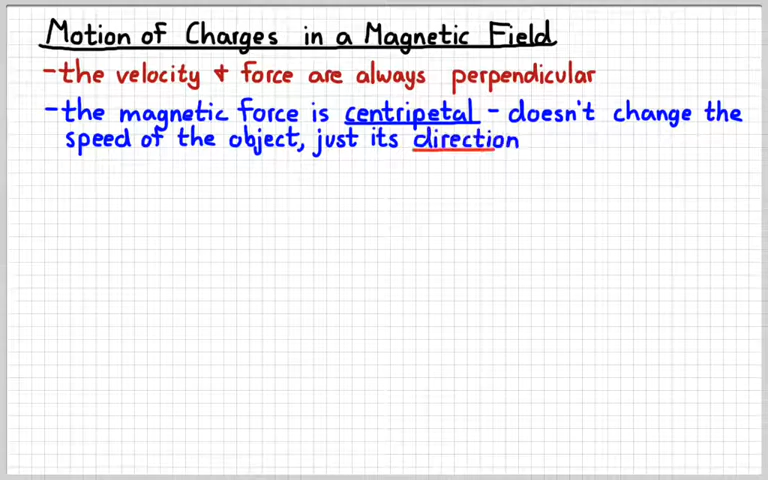 Motion of Charges in a Magnetic Field
-the velocity + force are always perpendicular
-the magnetic force is centripetal - doesn't change the
speed of the object, just its direction